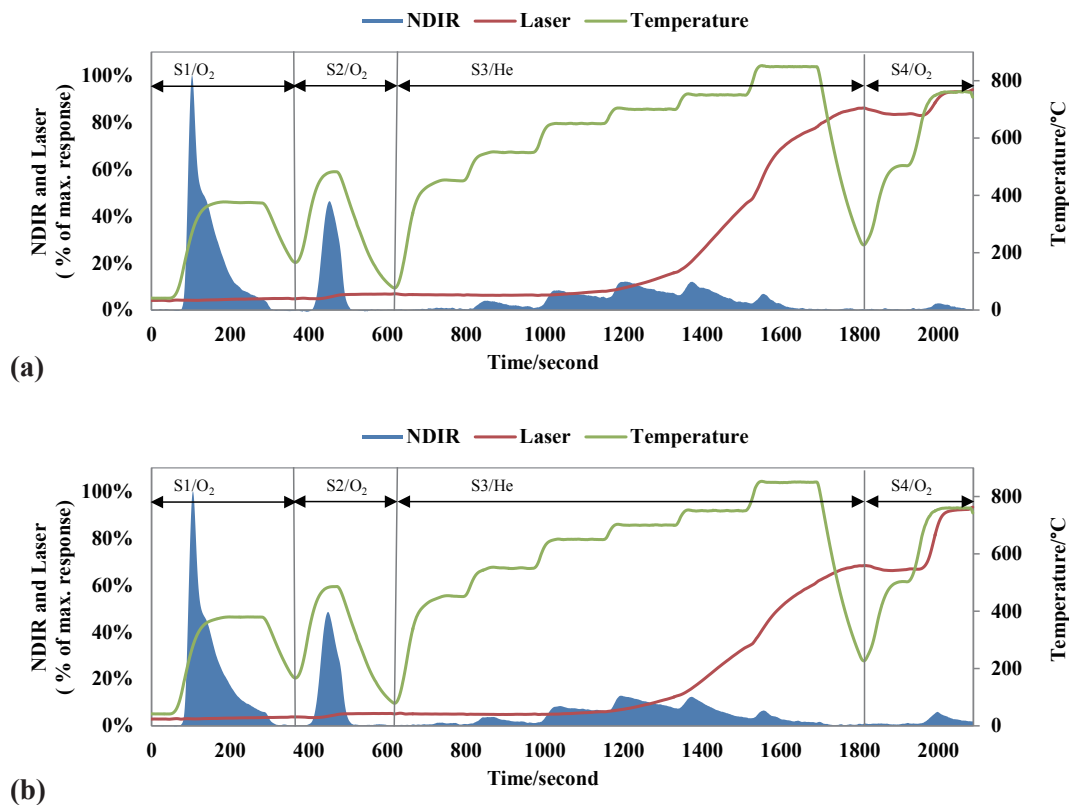 NDIR Laser Temperature
S1/O2 S2/O2 S3/He S4/O2
NDIR and Laser
( % of max. response)
100%
80%
60%
40%
20%
0%
800
600
400
200
0
Temperature/°C
0 200 400 600 800 1000 1200 1400 1600 1800 2000
Time/second
(a)
NDIR Laser Temperature
S1/O2 S2/O2 S3/He S4/O2
NDIR and Laser
( % of max. response)
100%
80%
60%
40%
20%
0%
800
600
400
200
0
Temperature/°C
0 200 400 600 800 1000 1200 1400 1600 1800 2000
Time/second
(b)